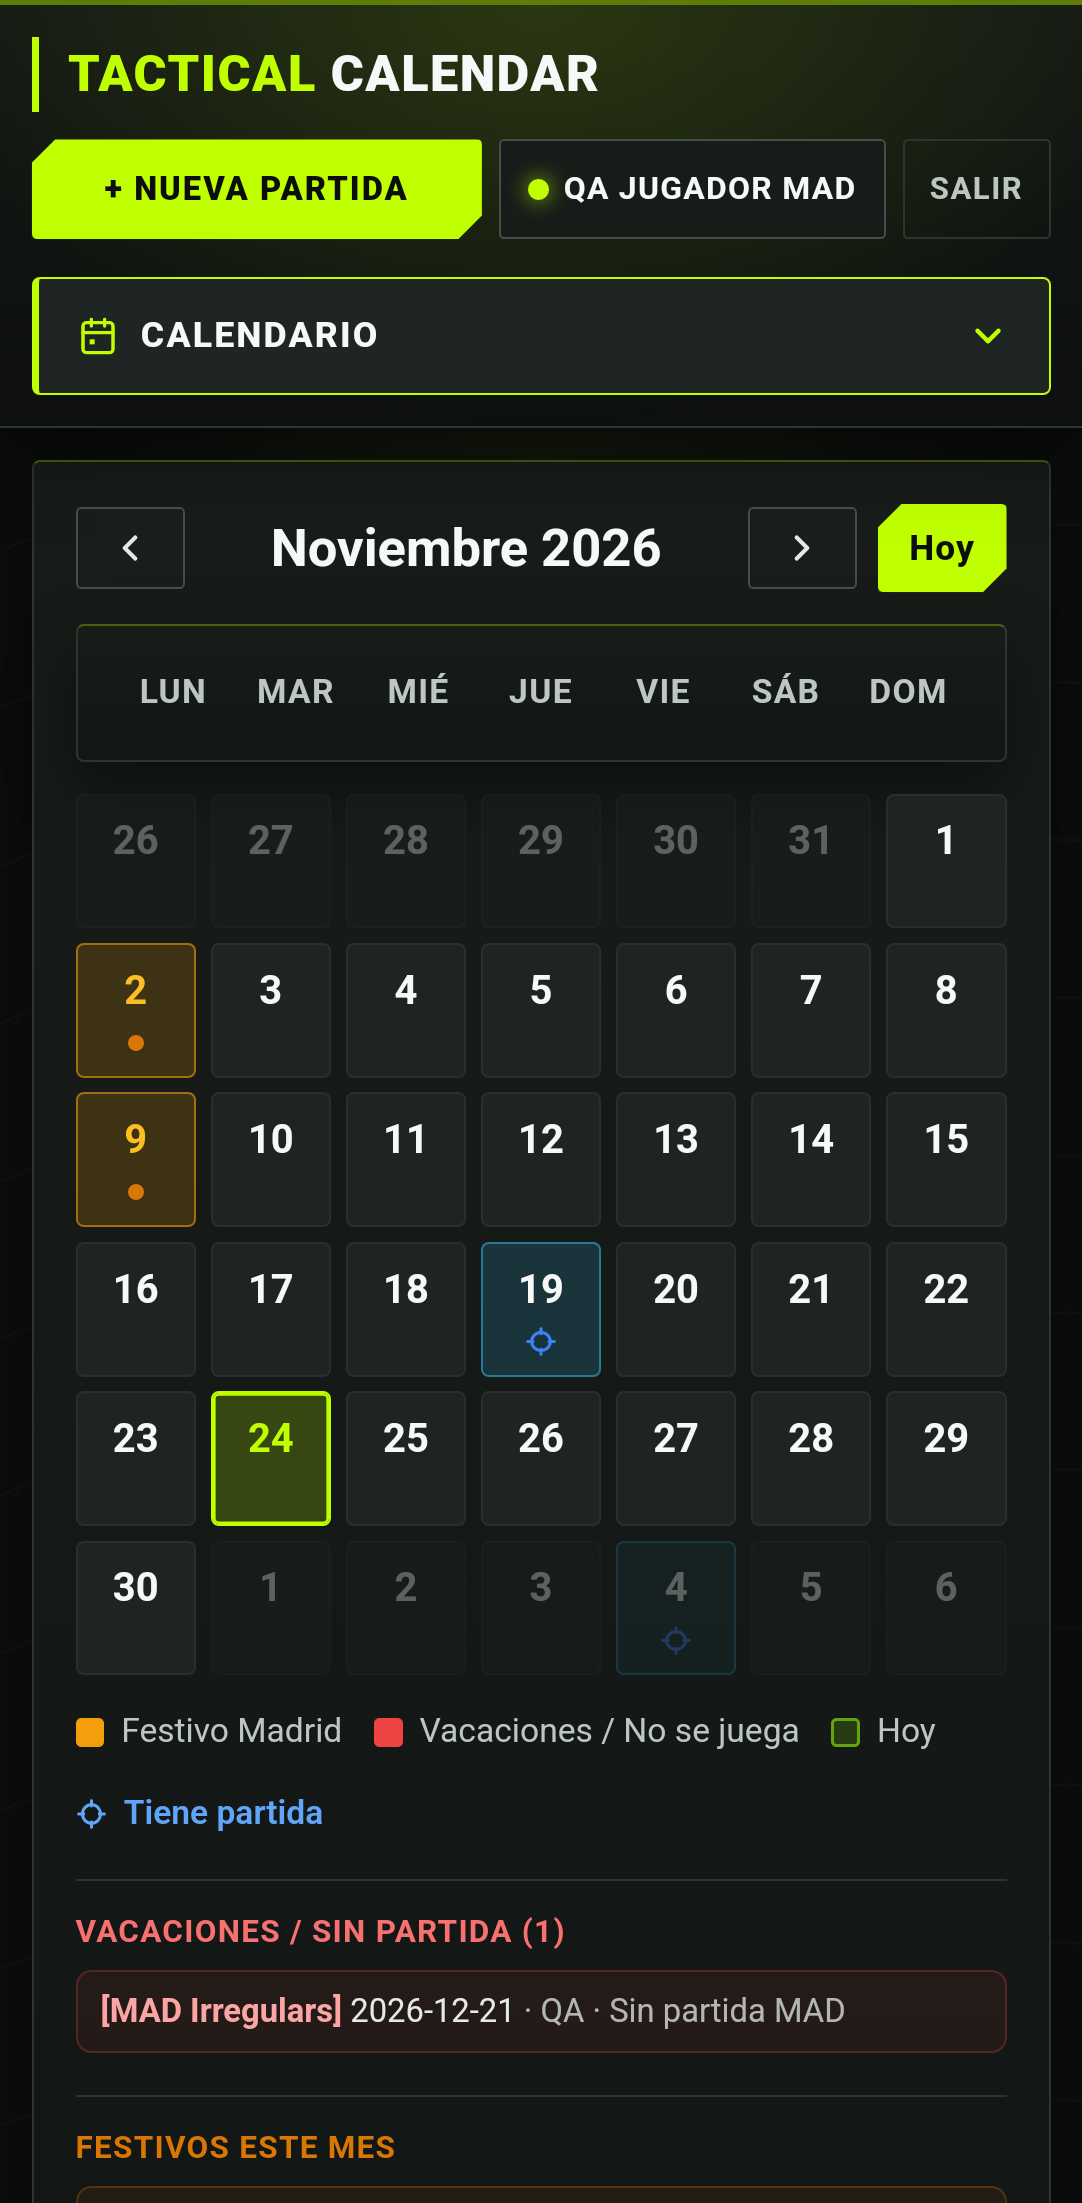 TACTICAL CALENDAR
+ NUEVA PARTIDA
QA JUGADOR MAD
SALIR
CALENDARIO
Noviembre 2026
Hoy
LUN MAR MIÉ JUE VIE SÁB DOM
26 27 28 29 30 31 1
2 3 4 5 6 7 8
9 10 11 12 13 14 15
16 17 18 19 20 21 22
23 24 25 26 27 28 29
30 1 2 3 4 5 6
Festivo Madrid Vacaciones / No se juega Hoy
Tiene partida
VACACIONES / SIN PARTIDA (1)
[MAD Irregulars] 2026-12-21 · QA · Sin partida MAD
FESTIVOS ESTE MES